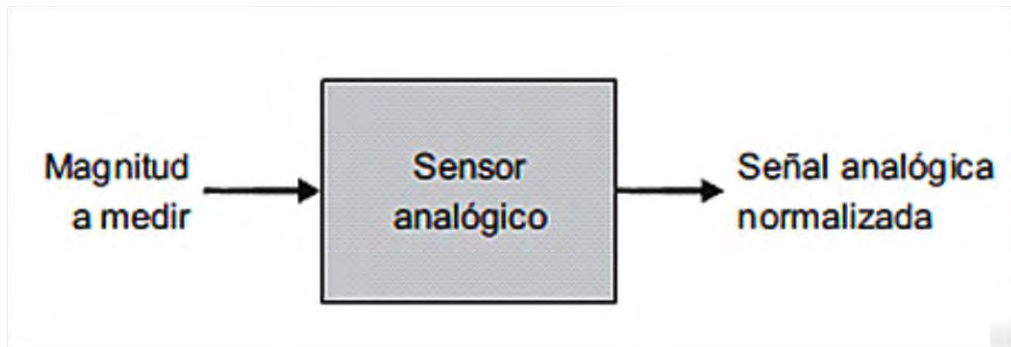 Magnitud
a medir
Sensor
analógico
Señal analógica
normalizada